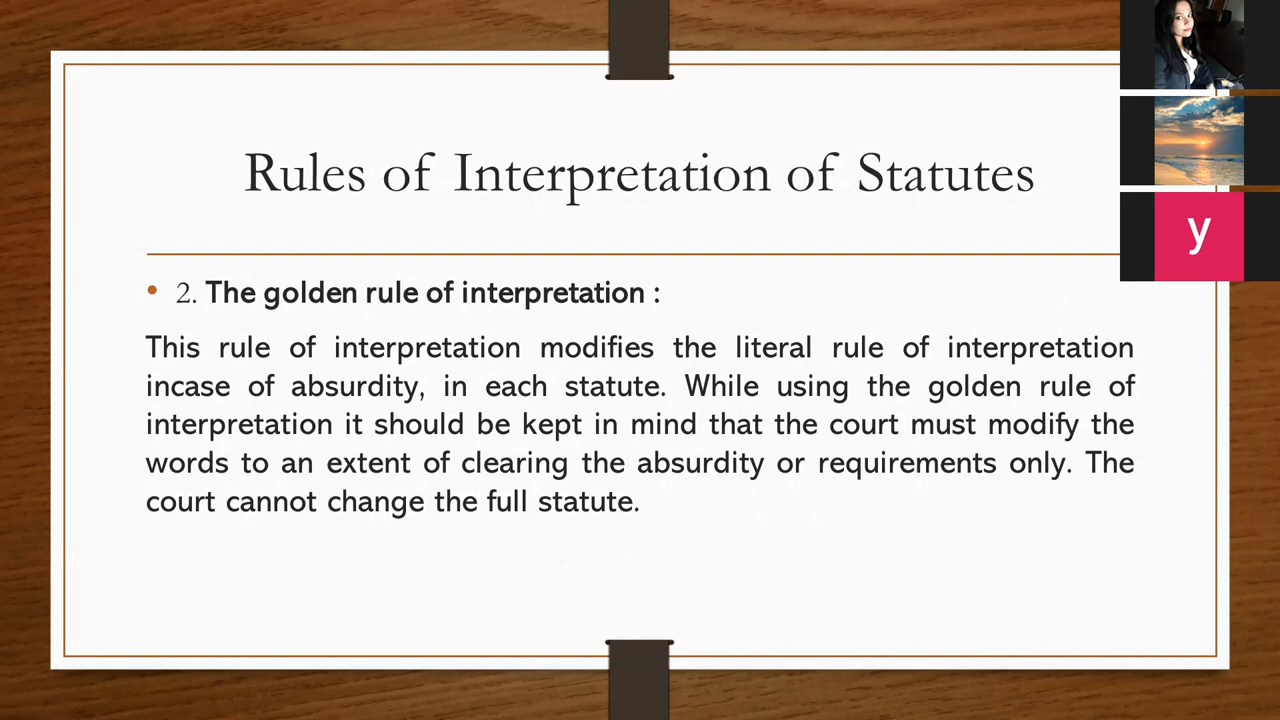 Rules of Interpretation of Statutes
• 2. The golden rule of interpretation :
This rule of interpretation modifies the literal rule of interpretation
incase of absurdity, in each statute. While using the golden rule of
interpretation it should be kept in mind that the court must modify the
words to an extent of clearing the absurdity or requirements only. The
court cannot change the full statute.
y